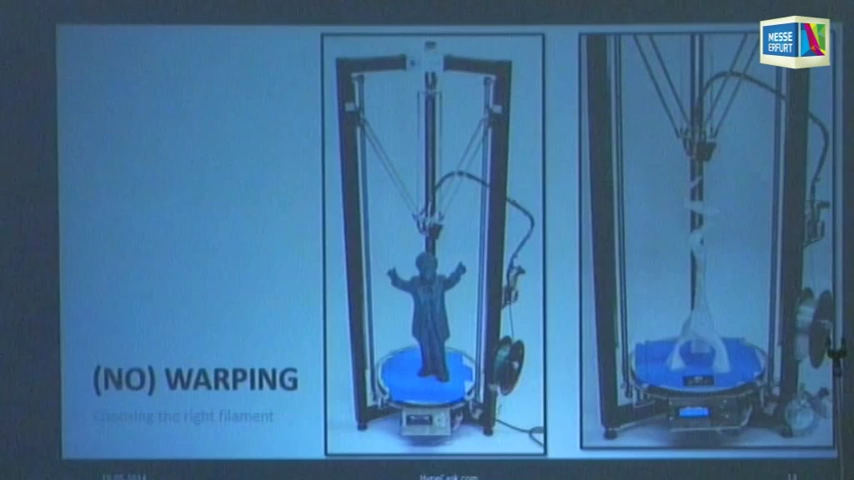 MESSE
ERFURT
(NO) WARPING
Choosing the right filament